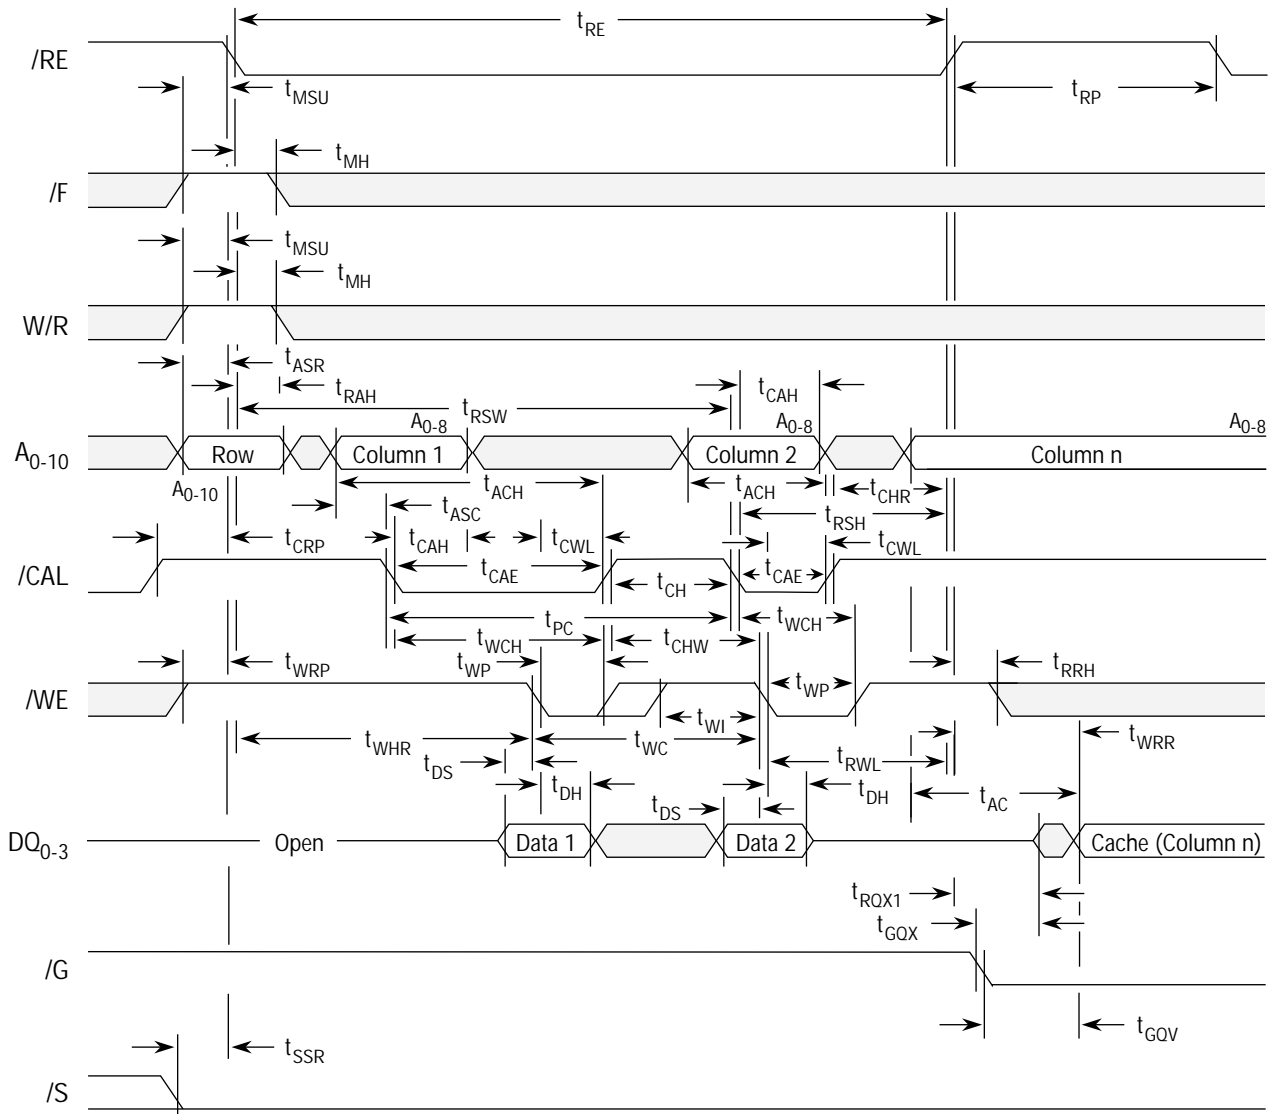 tRE
/RE
tMSU
tRP
tMH
/F
tMSU
tMH
W/R
tASR
tRAH
tCAH
tRSW
A0-8
A0-8
A0-8
A0-10
Row
Column 1
Column 2
Column n
A0-10
tACH
tACH
tCHR
tASC
tRSH
tCRP
tCAH
tCWL
tCWL
/CAL
tCAE
tCH
tCAE
tPC
tWCH
tWCH
tCHW
tWRP
tWP
tRRH
/WE
tWP
tWI
tWHR
tWC
tWRR
tDS
tRWL
tDH
tDH
tAC
tDS
DQ0-3
Open
Data 1
Data 2
Cache (Column n)
tRQX1
tGQX
/G
tGQV
tSSR
/S